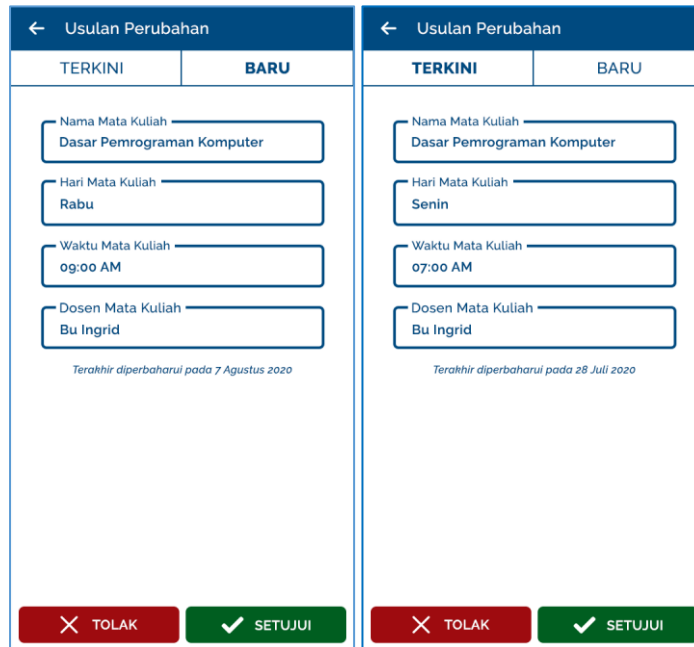 Usulan Perubahan
TERKINI
BARU
Nama Mata Kuliah
Dasar Pemrograman Komputer
Hari Mata Kuliah
Rabu
Waktu Mata Kuliah
09:00 AM
Dosen Mata Kuliah
Bu Ingrid
Terakhir diperbaharui pada 7 Agustus 2020
TOLAK
SETUJUI
Usulan Perubahan
TERKINI
BARU
Nama Mata Kuliah
Dasar Pemrograman Komputer
Hari Mata Kuliah
Senin
Waktu Mata Kuliah
07:00 AM
Dosen Mata Kuliah
Bu Ingrid
Terakhir diperbaharui pada 28 Juli 2020
TOLAK
SETUJUI